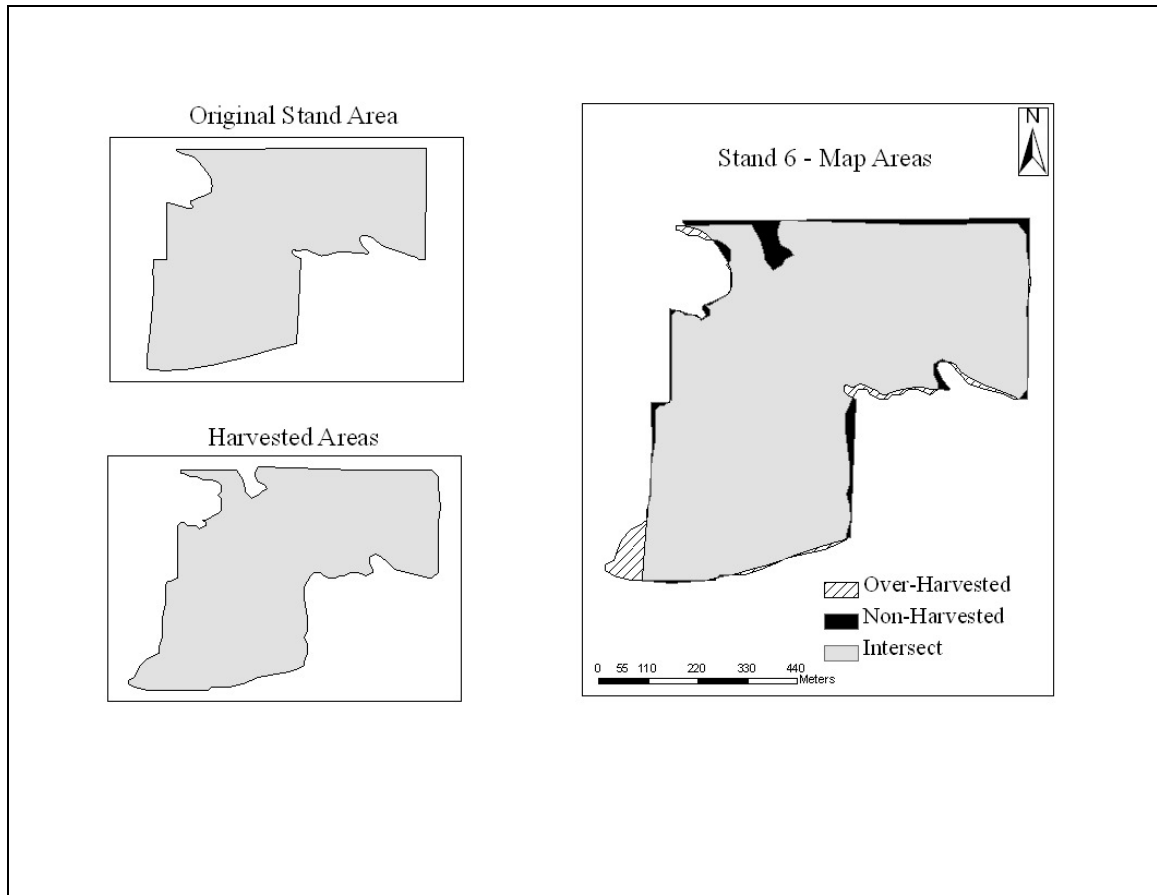 Original Stand Area
Harvested Areas
N
Stand 6 - Map Areas
Over-Harvested
Non-Harvested
Intersect
0 55 110 220 330 440
Meters